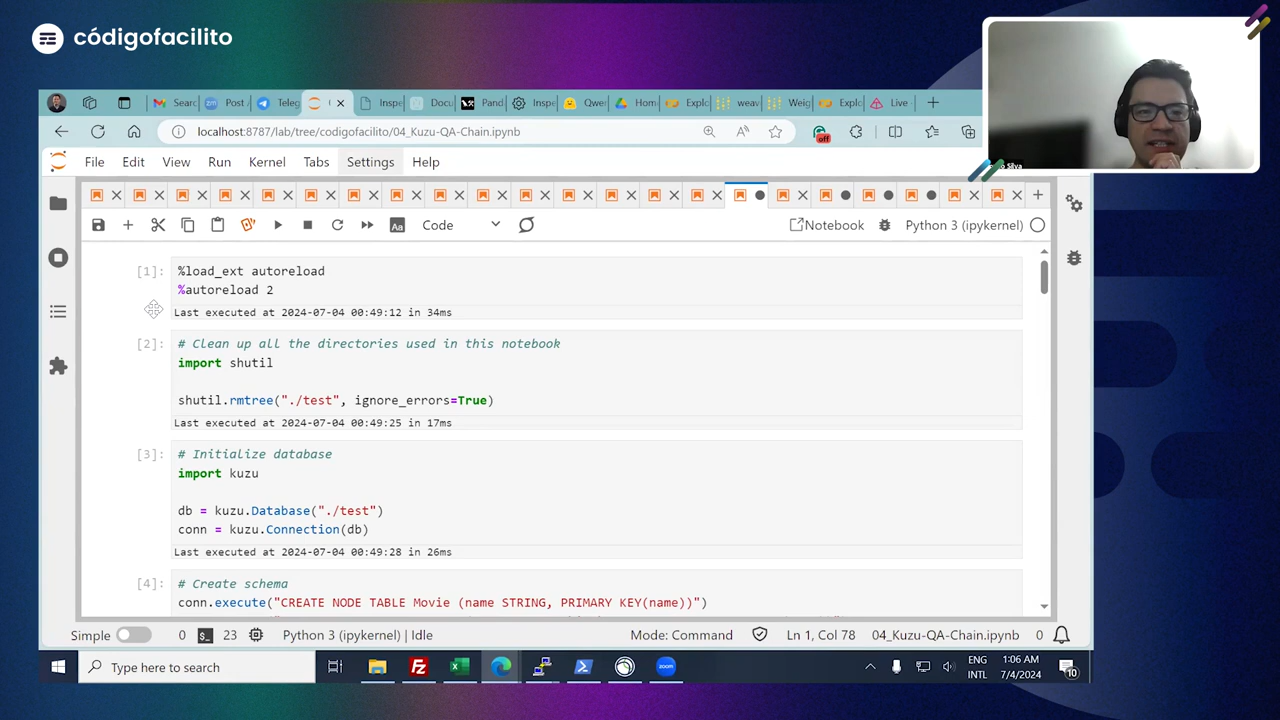 códigofacilito
Searc
Post
Teleg
Inspe
Docu
Pand
Inspe
Qwer
Hom
Explo
weav
Weig
Explo
Live
localhost:8787/lab/tree/codigofacilito/04_Kuzu-QA-Chain.ipynb
off
Silva
File Edit View Run Kernel Tabs Settings Help
Code
Notebook
Python 3 (ipykernel)
[1]: %load_ext autoreload
%autoreload 2
Last executed at 2024-07-04 00:49:12 in 34ms
[2]: # Clean up all the directories used in this notebook
import shutil
shutil.rmtree("./test", ignore_errors=True)
Last executed at 2024-07-04 00:49:25 in 17ms
[3]: # Initialize database
import kuzu
db = kuzu.Database("./test")
conn = kuzu.Connection(db)
Last executed at 2024-07-04 00:49:28 in 26ms
[4]: # Create schema
conn.execute("CREATE NODE TABLE Movie (name STRING, PRIMARY KEY(name))")
Simple 0 23 Python 3 (ipykernel) | Idle
Mode: Command Ln 1, Col 78 04_Kuzu-QA-Chain.ipynb 0
Type here to search
ENG
INTL
1:06 AM
7/4/2024
10